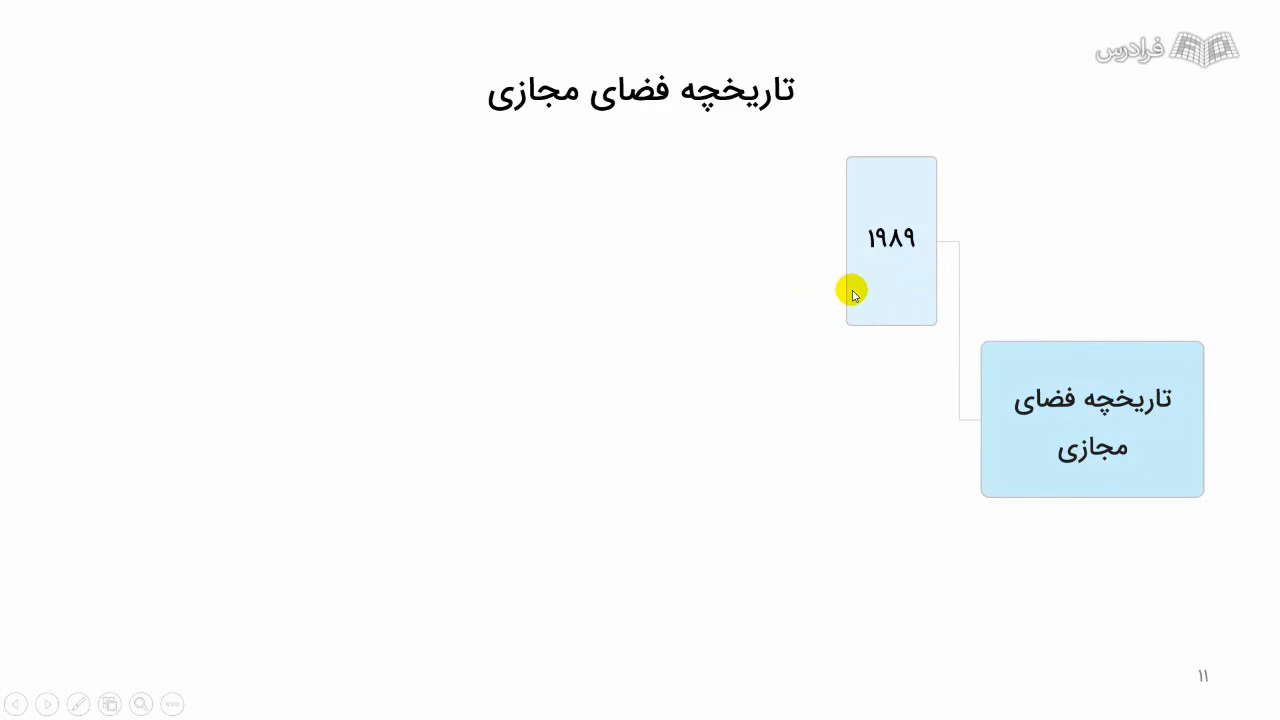 فرادرس
تاریخچه فضای مجازی
۱۹۸۹
تاریخچه فضای
مجازی
۱۱